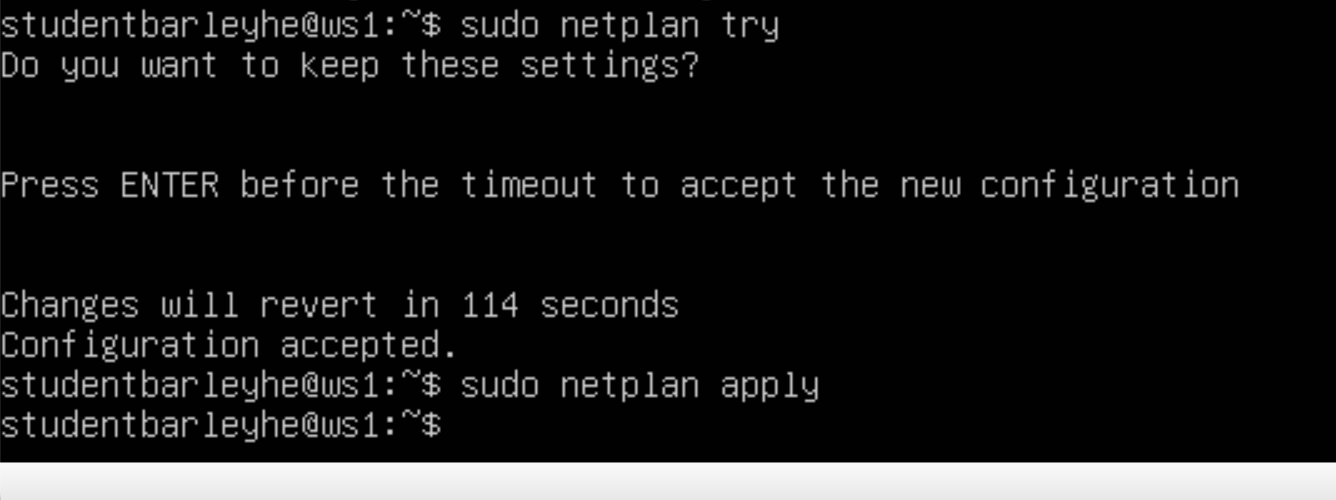 studentbarleyhe@ws1:~$ sudo netplan try
Do you want to keep these settings?
Press ENTER before the timeout to accept the new configuration
Changes will revert in 114 seconds
Configuration accepted.
studentbarleyhe@ws1:~$ sudo netplan apply
studentbarleyhe@ws1:~$